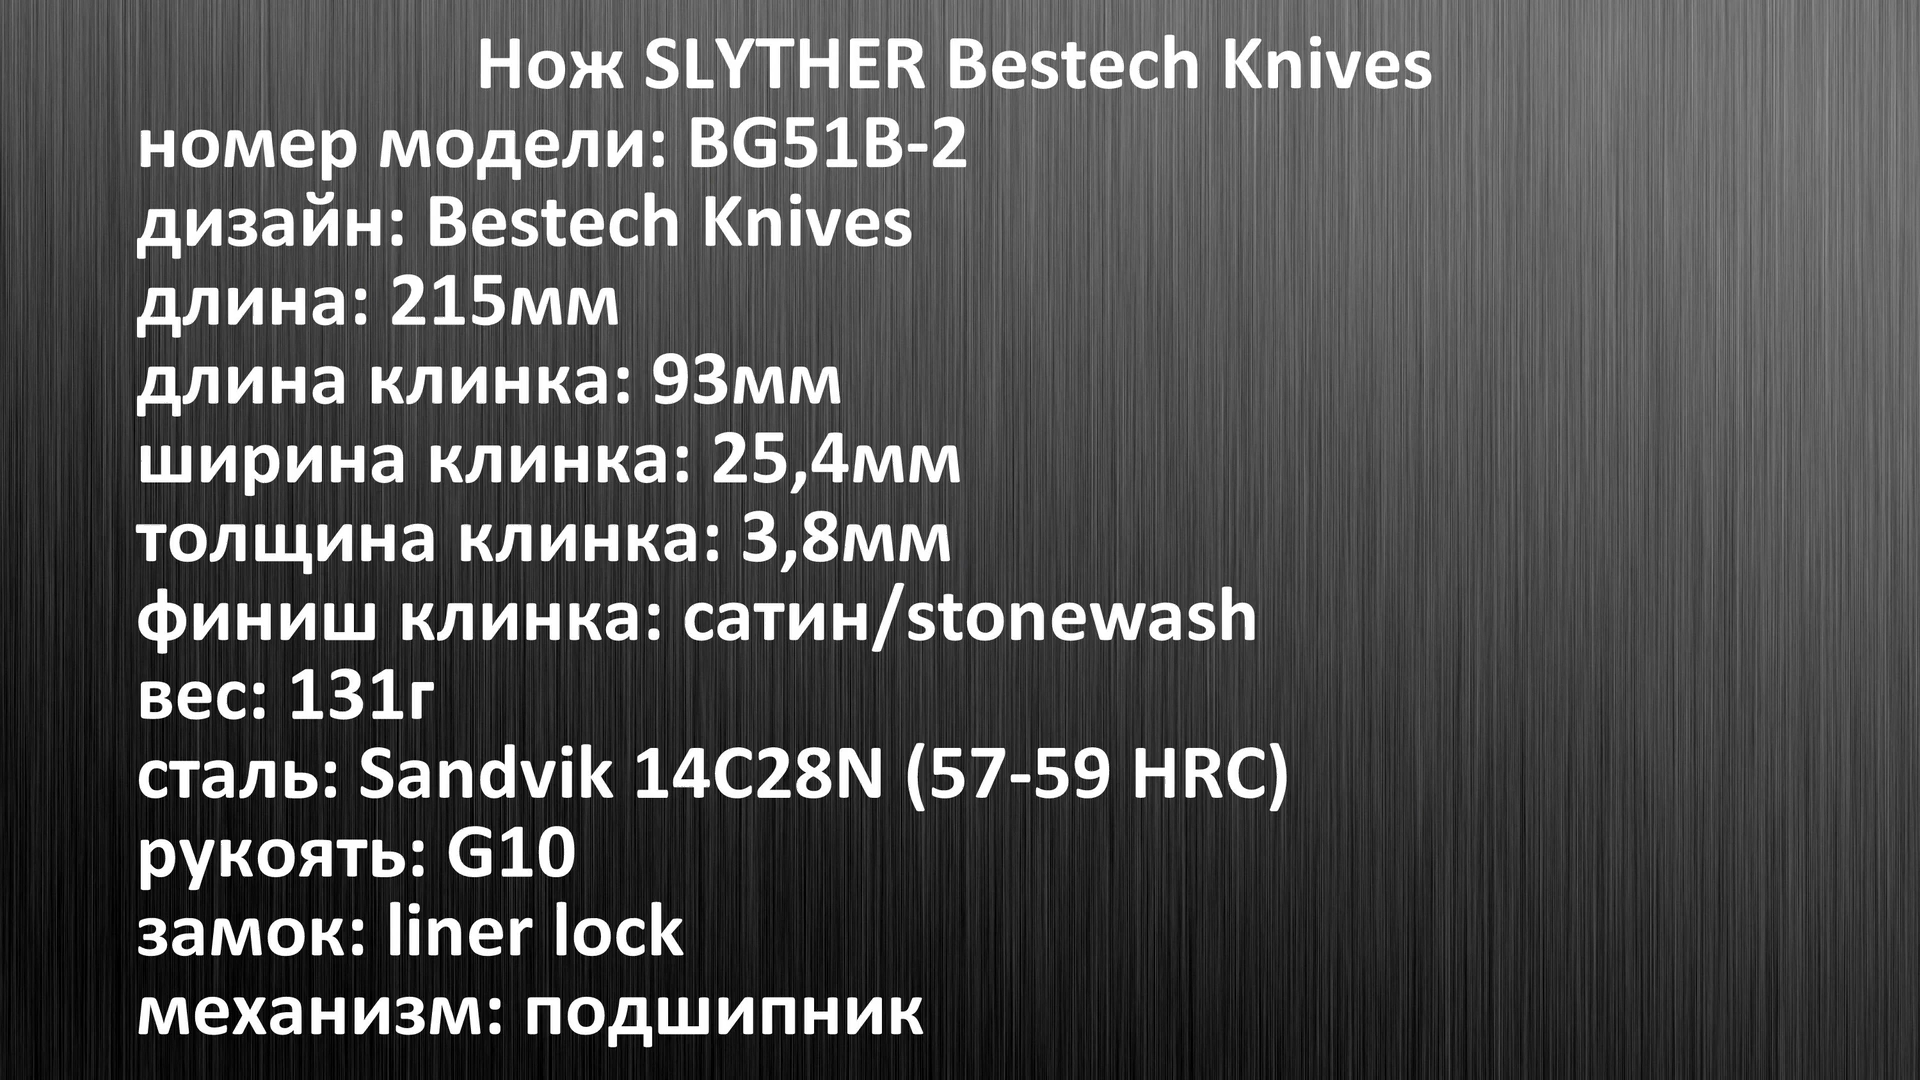 Нож SLYTHER Bestech Knives
номер модели: BG51B-2
дизайн: Bestech Knives
длина: 215мм
длина клинка: 93мм
ширина клинка: 25,4мм
толщина клинка: 3,8мм
финиш клинка: сатин/stonewash
вес: 131г
сталь: Sandvik 14C28N (57-59 HRC)
рукоять: G10
замок: liner lock
механизм: подшипник